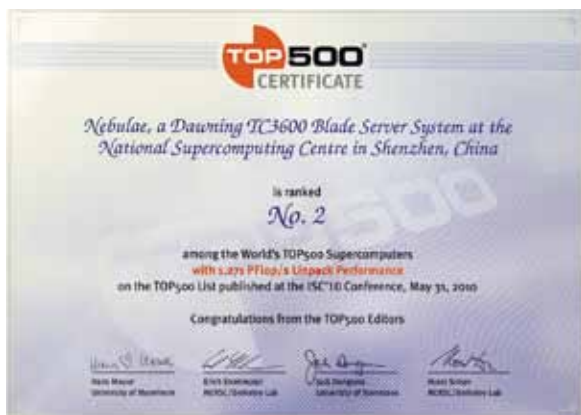 TOP 500
CERTIFICATE
Nebulae, a Dawning TC3600 Blade Server System at the
National Supercomputing Centre in Shenzhen, China
is ranked
No. 2
among the World's TOP500 Supercomputers
with 1.271 PFlop/s Linpack Performance
on the TOP500 List published at the ISC'10 Conference, May 31, 2010
Congratulations from the TOP500 Editors
Hans Meuer Erich Strohmaier Jack Dongarra Horst Simon
University of Mannheim NERSC/Berkeley Lab University of Tennessee NERSC/Berkeley Lab